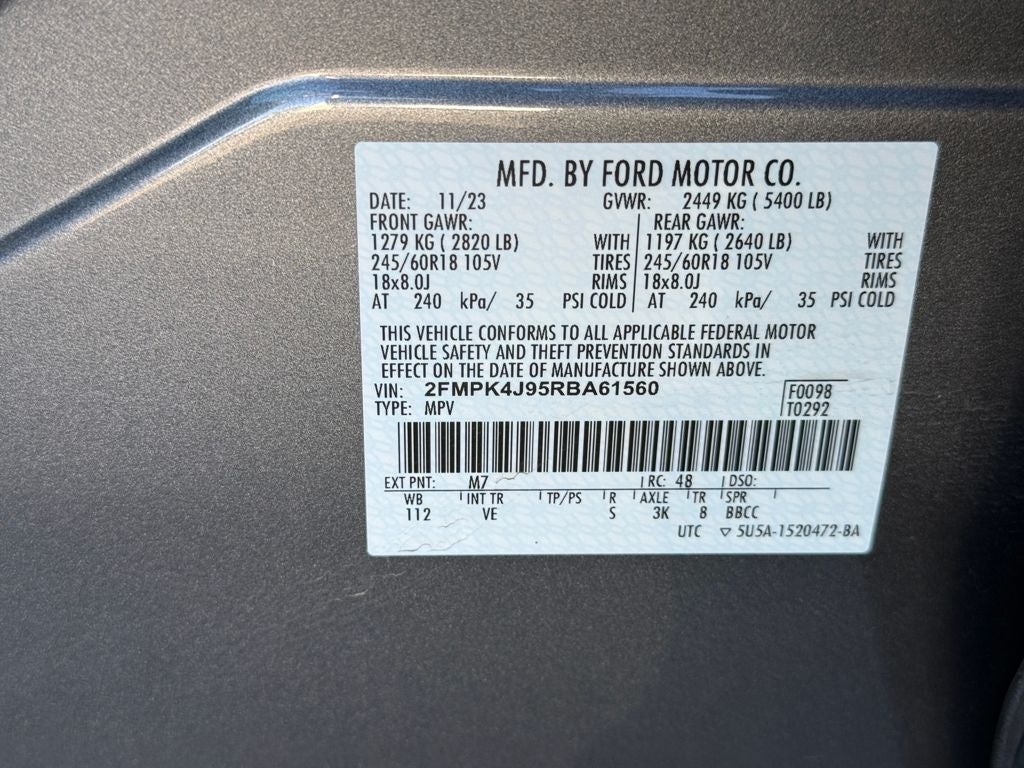 MFD. BY FORD MOTOR CO.
DATE: 11/23 GVWR: 2449 KG ( 5400 LB)
FRONT GAWR: REAR GAWR:
1279 KG ( 2820 LB) WITH 1197 KG ( 2640 LB) WITH
245/60R18 105V TIRES 245/60R18 105V TIRES
18x8.0J RIMS 18x8.0J RIMS
AT 240 kPa/ 35 PSI COLD AT 240 kPa/ 35 PSI COLD
THIS VEHICLE CONFORMS TO ALL APPLICABLE FEDERAL MOTOR
VEHICLE SAFETY AND THEFT PREVENTION STANDARDS IN
EFFECT ON THE DATE OF MANUFACTURE SHOWN ABOVE.
VIN: 2FMPK4J95RBA61560 F0098
TYPE: MPV T0292
EXT PNT: M7 RC: 48 DSO:
WB INT TR TP/PS R AXLE TR SPR
112 VE S 3K 8 BBCC
UTC ▽ 5U5A-1520472-BA